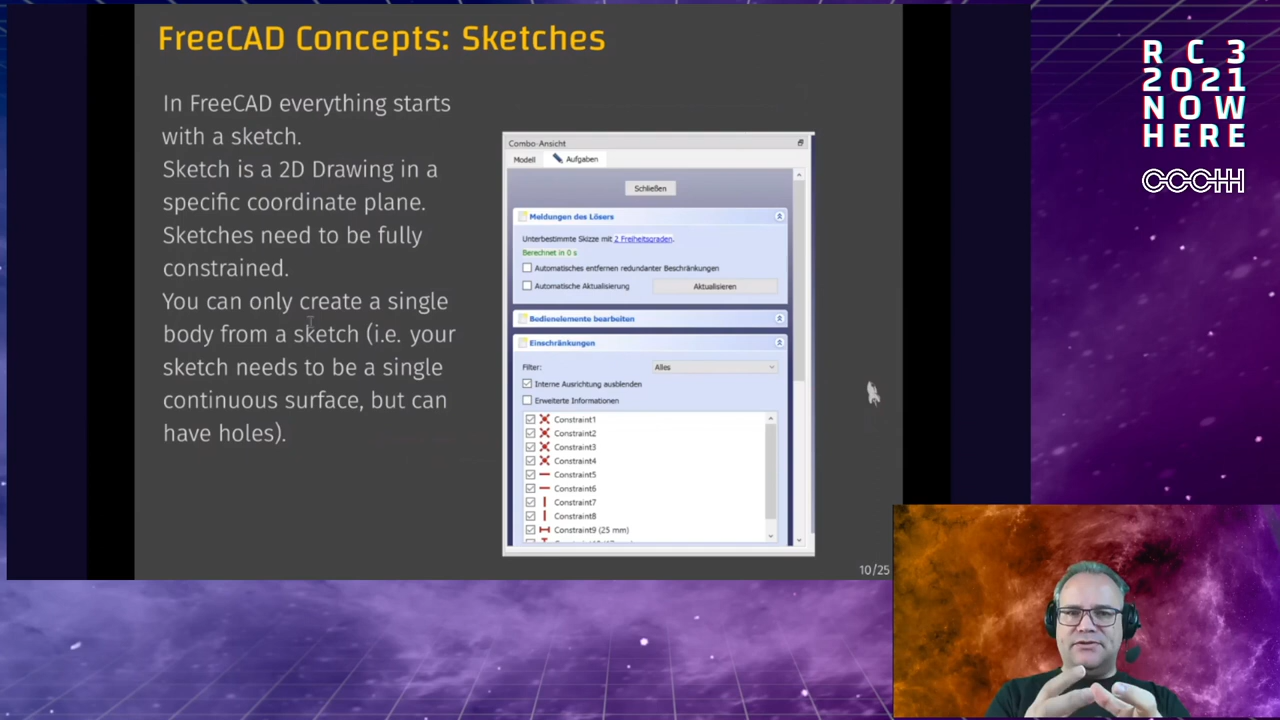 FreeCAD Concepts: Sketches
In FreeCAD everything starts
with a sketch.
Sketch is a 2D Drawing in a
specific coordinate plane.
Sketches need to be fully
constrained.
You can only create a single
body from a sketch (i.e. your
sketch needs to be a single
continuous surface, but can
have holes).
Combo-Ansicht
Modell
Aufgaben
Schließen
Meldungen des Lösers
Unterbestimmte Skizze mit 2 Freiheitsgraden.
Berechnet in 0 s
Automatisches entfernen redundanter Beschränkungen
Automatische Aktualisierung
Aktualisieren
Bedienelemente bearbeiten
Einschränkungen
Filter:
Alles
Interne Ausrichtung ausblenden
Erweiterte Informationen
Constraint1
Constraint2
Constraint3
Constraint4
Constraint5
Constraint6
Constraint7
Constraint8
Constraint9 (25 mm)
10/25
RC3
2021
NOW
HERE
CCCHH